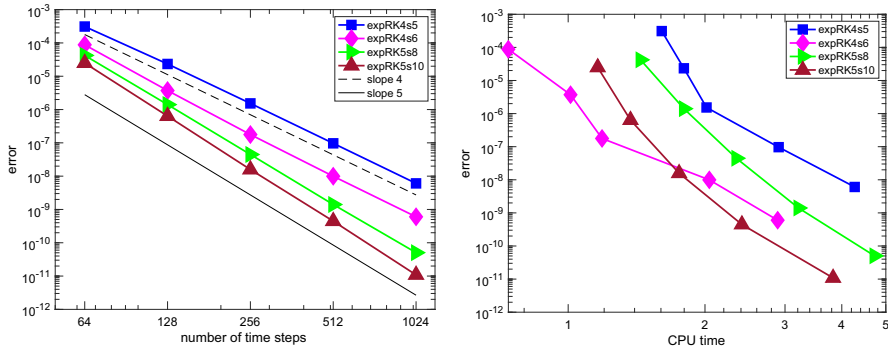 10^-3
10^-4
10^-5
10^-6
10^-7
10^-8
10^-9
10^-10
10^-11
10^-12
error
64 128 256 512 1024
number of time steps
expRK4s5
expRK4s6
expRK5s8
expRK5s10
slope 4
slope 5
10^-3
10^-4
10^-5
10^-6
10^-7
10^-8
10^-9
10^-10
10^-11
10^-12
error
1 2 3 4 5
CPU time
expRK4s5
expRK4s6
expRK5s8
expRK5s10